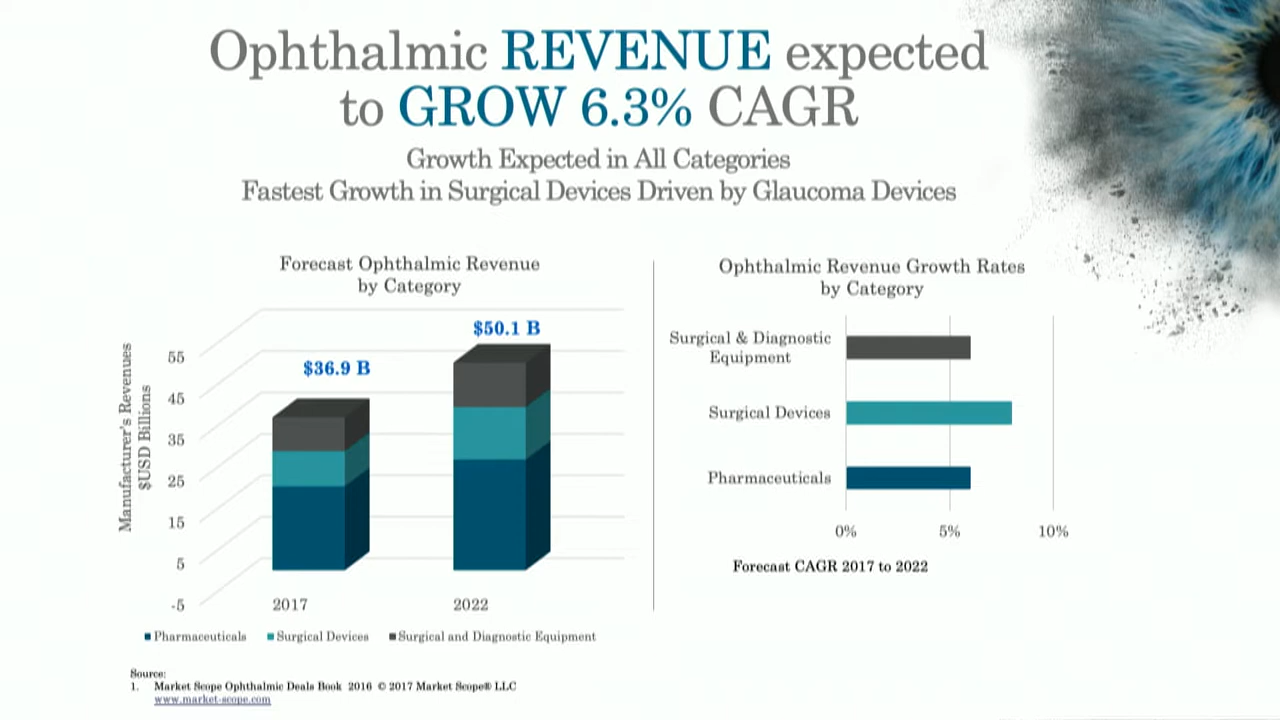 Ophthalmic REVENUE expected
to GROW 6.3% CAGR
Growth Expected in All Categories
Fastest Growth in Surgical Devices Driven by Glaucoma Devices
Forecast Ophthalmic Revenue
by Category
Manufacturer's Revenues
$USD Billions
55
45
35
25
15
5
-5
$36.9 B
$50.1 B
2017
2022
Pharmaceuticals
Surgical Devices
Surgical and Diagnostic Equipment
Ophthalmic Revenue Growth Rates
by Category
Surgical & Diagnostic
Equipment
Surgical Devices
Pharmaceuticals
0%
5%
10%
Forecast CAGR 2017 to 2022
Source:
1. Market Scope Ophthalmic Deals Book 2016 © 2017 Market Scope® LLC
www.market-scope.com